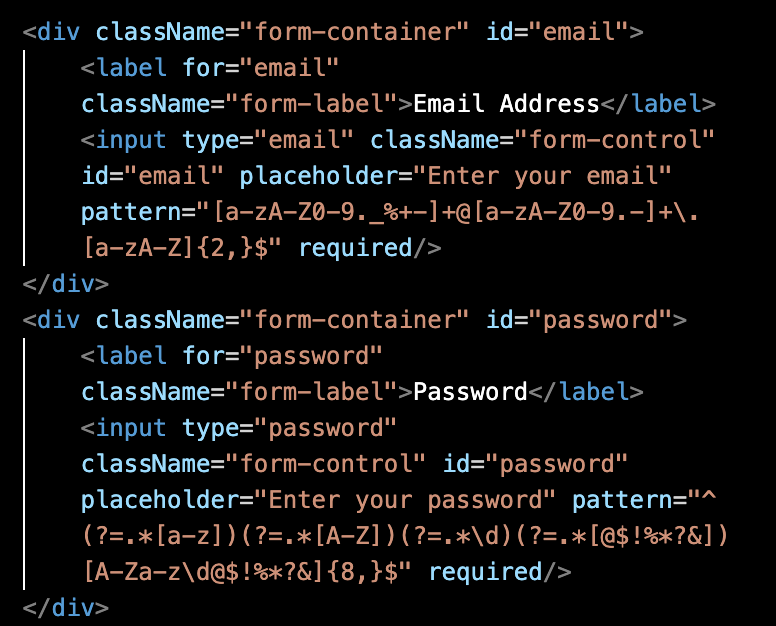 <div className="form-container" id="email">
<label for="email"
className="form-label">Email Address</label>
<input type="email" className="form-control"
id="email" placeholder="Enter your email"
pattern="[a-zA-Z0-9._%+-]+@[a-zA-Z0-9.-]+\.
[a-zA-Z]{2,}$" required/>
</div>
<div className="form-container" id="password">
<label for="password"
className="form-label">Password</label>
<input type="password"
className="form-control" id="password"
placeholder="Enter your password" pattern="^
(?=.*[a-z])(?=.*[A-Z])(?=.*\d)(?=.*[@$!%*?&])
[A-Za-z\d@$!%*?&]{8,}$" required/>
</div>